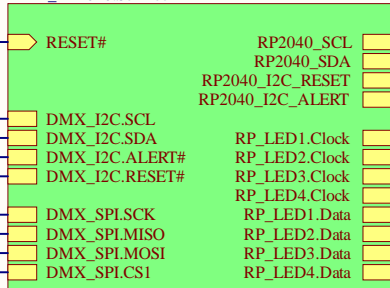 RESET# RP2040_SCL
RP2040_SDA
RP2040_I2C_RESET
RP2040_I2C_ALERT
DMX_I2C.SCL
DMX_I2C.SDA RP_LED1.Clock
DMX_I2C.ALERT# RP_LED2.Clock
DMX_I2C.RESET# RP_LED3.Clock
RP_LED4.Clock
DMX_SPI.SCK RP_LED1.Data
DMX_SPI.MISO RP_LED2.Data
DMX_SPI.MOSI RP_LED3.Data
DMX_SPI.CS1 RP_LED4.Data